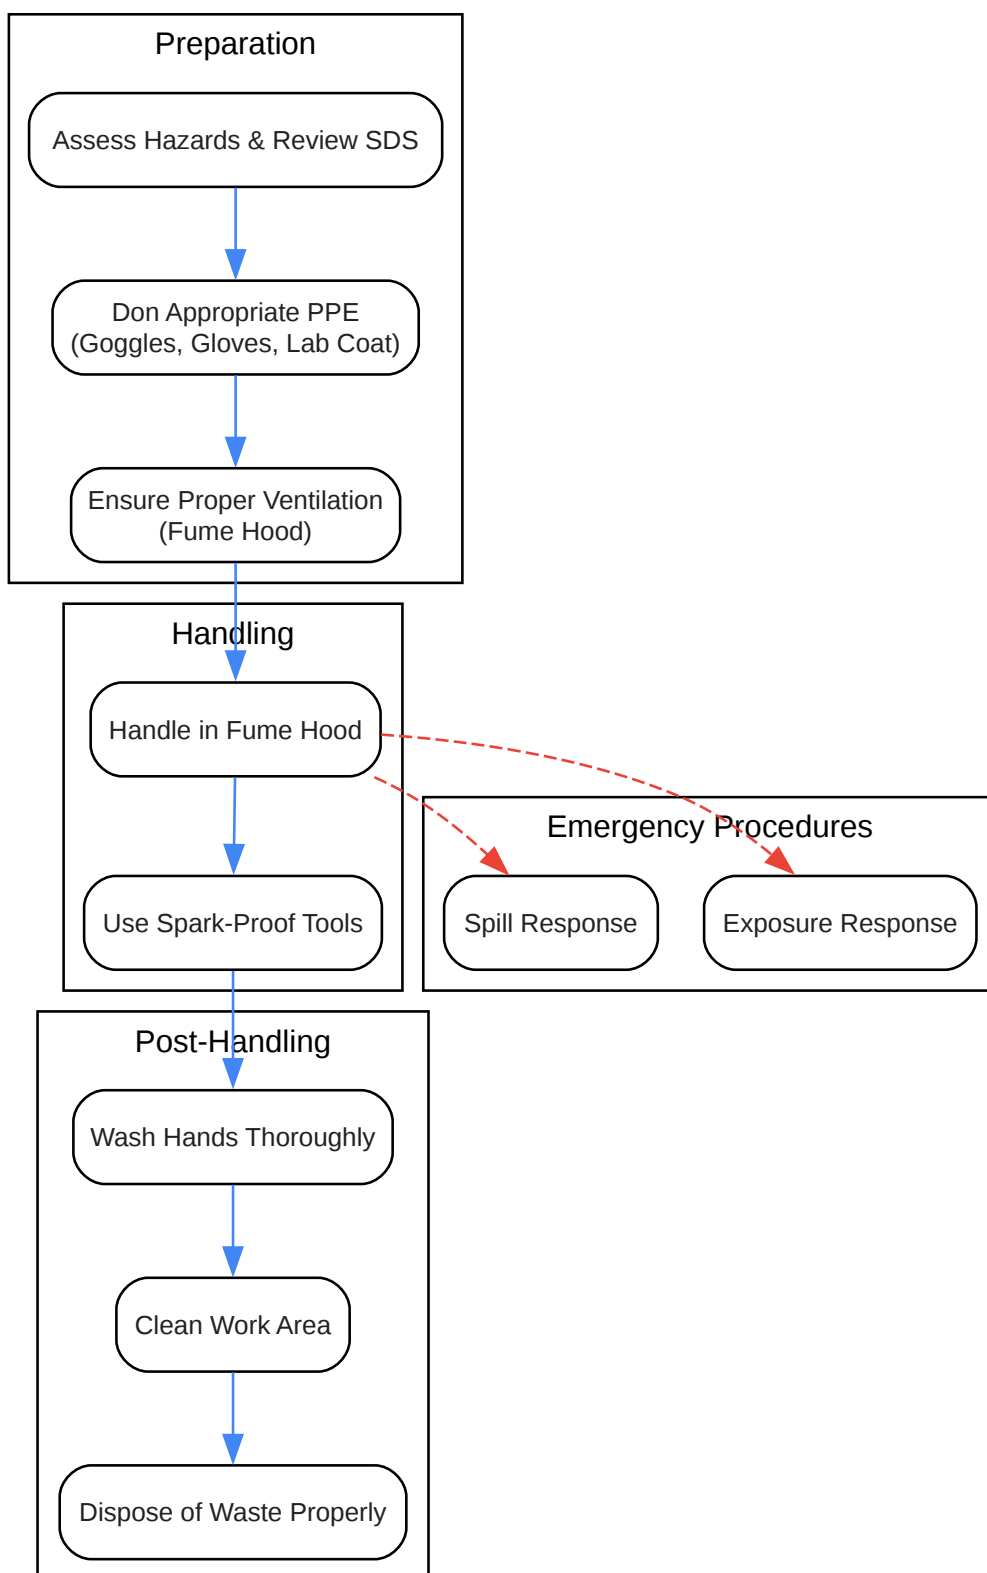 Preparation
Assess Hazards & Review SDS
Don Appropriate PPE
(Goggles, Gloves, Lab Coat)
Ensure Proper Ventilation
(Fume Hood)
Handling
Handle in Fume Hood
Use Spark-Proof Tools
Emergency Procedures
Spill Response
Exposure Response
Post-Handling
Wash Hands Thoroughly
Clean Work Area
Dispose of Waste Properly